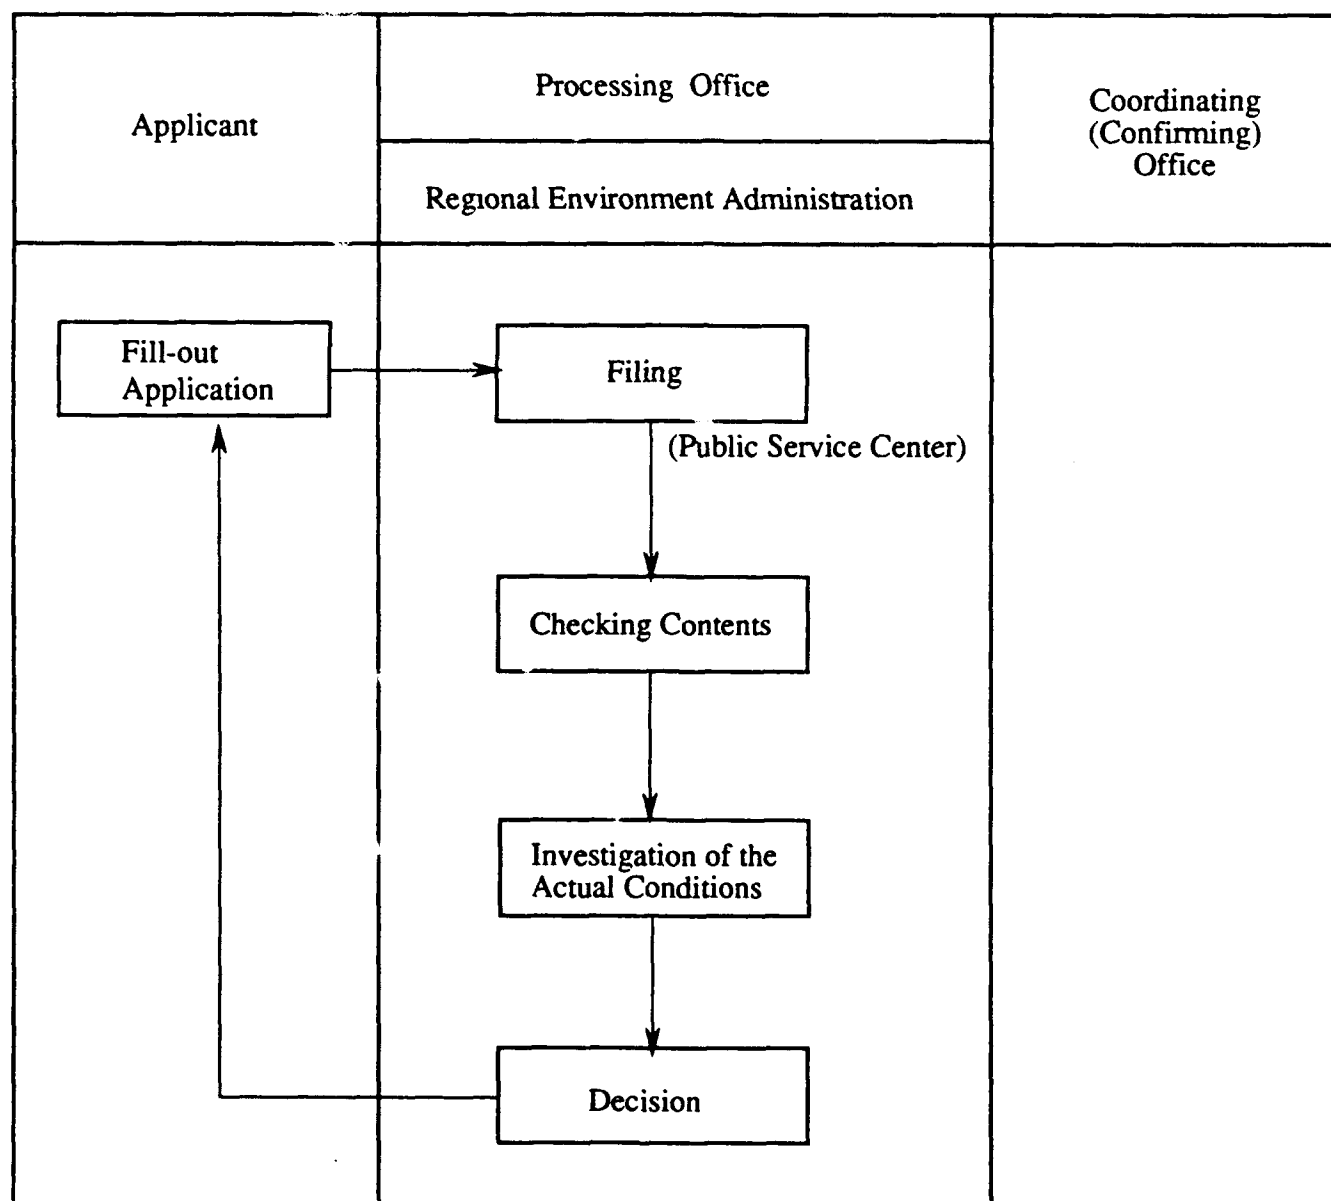 Applicant
Processing Office
Regional Environment Administration
Coordinating
(Confirming)
Office
Fill-out
Application
Filing
(Public Service Center)
Checking Contents
Investigation of the
Actual Conditions
Decision